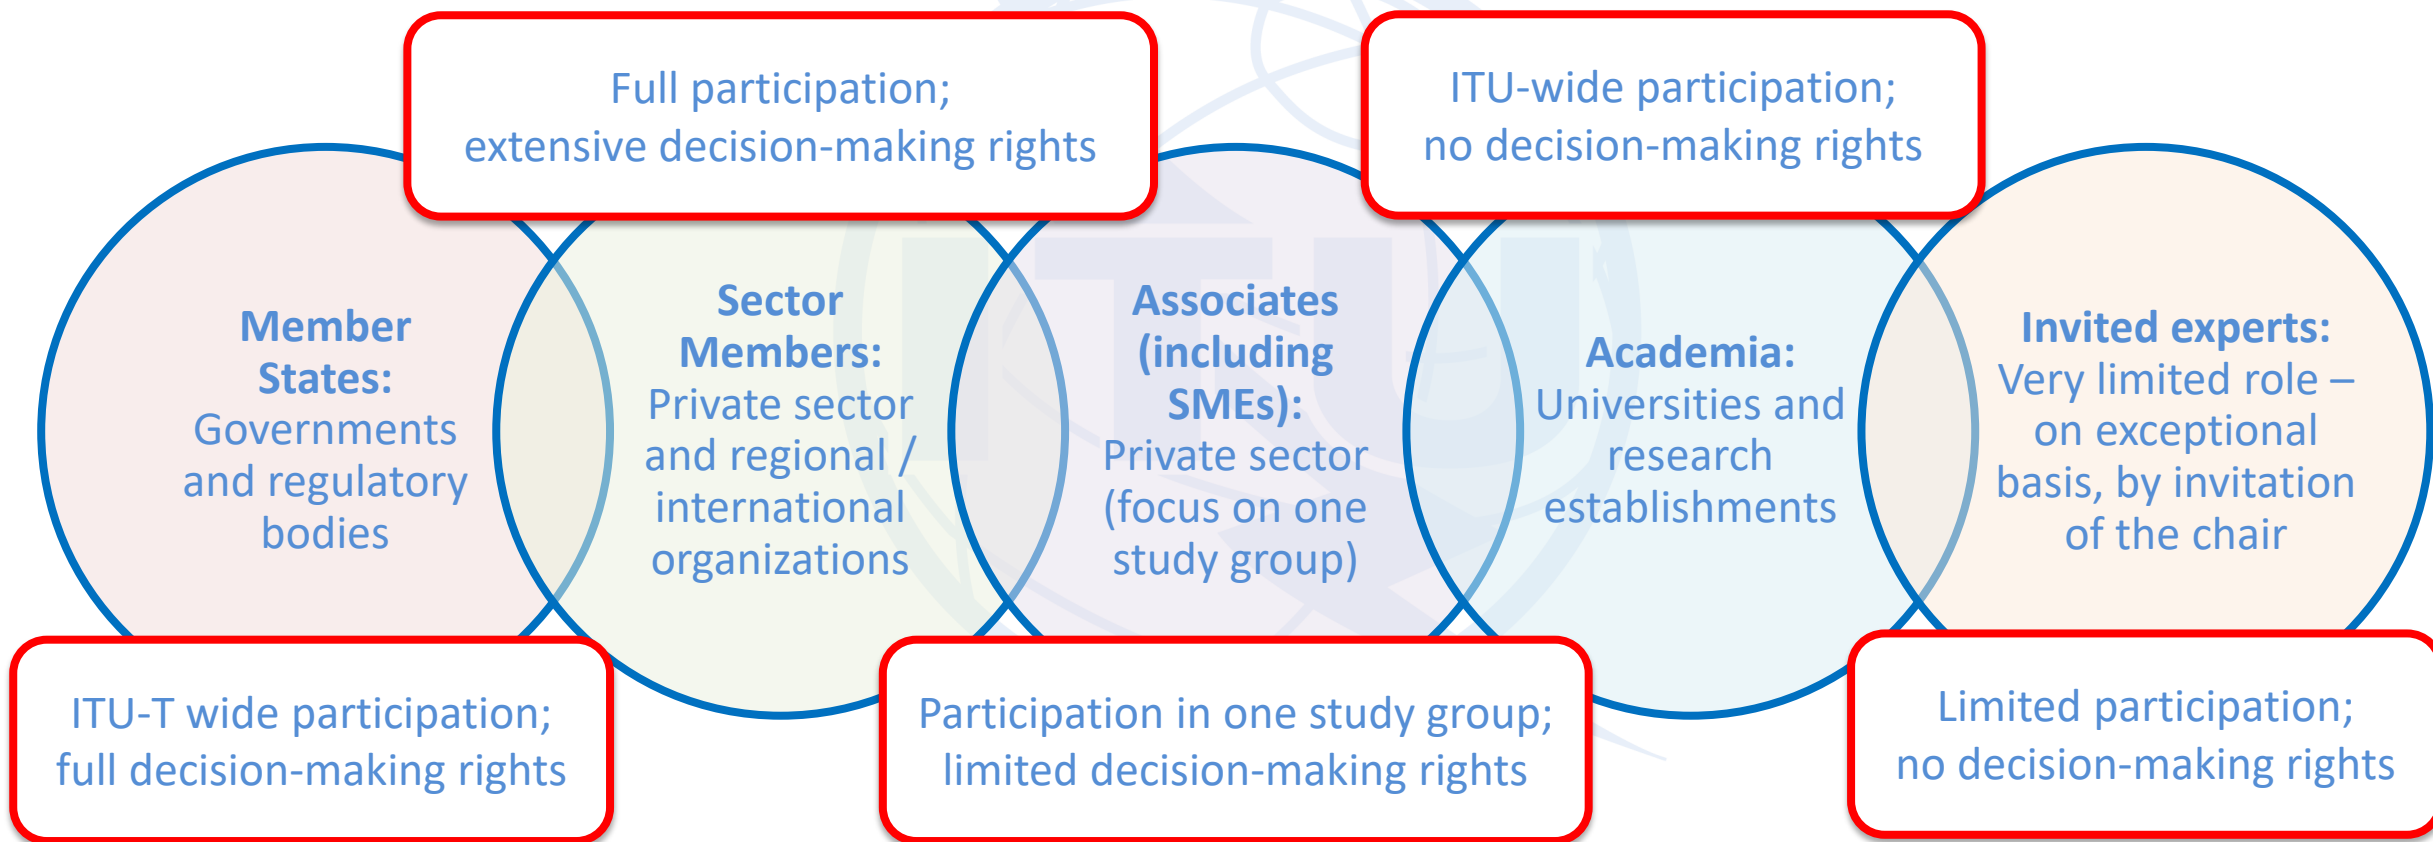 Full participation;
extensive decision-making rights
ITU-wide participation;
no decision-making rights
Member
States:
Governments
and regulatory
bodies
Sector
Members:
Private sector
and regional /
international
organizations
Associates
(including
SMEs):
Private sector
(focus on one
study group)
Academia:
Universities and
research
establishments
Invited experts:
Very limited role –
on exceptional
basis, by invitation
of the chair
ITU-T wide participation;
full decision-making rights
Participation in one study group;
limited decision-making rights
Limited participation;
no decision-making rights
ITU